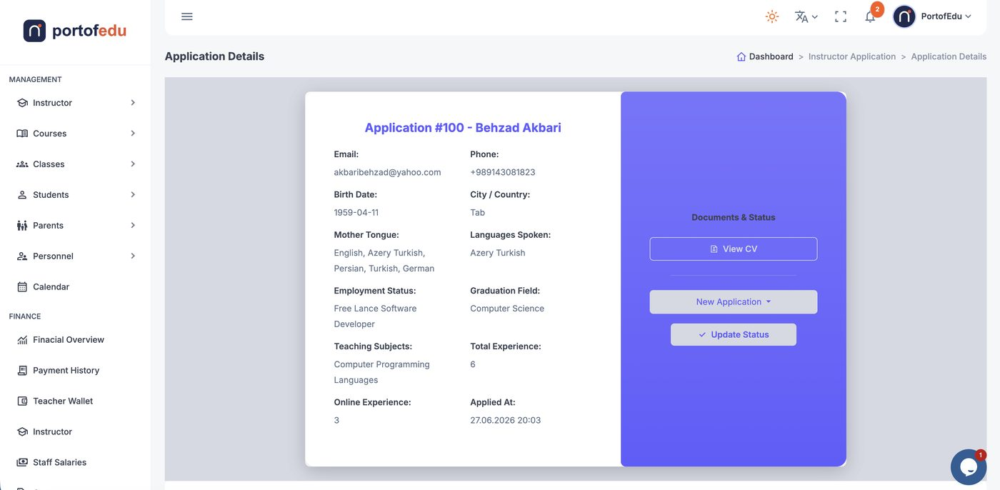 portofedu
MANAGEMENT
Instructor
Courses
Classes
Students
Parents
Personnel
Calendar
FINANCE
Finacial Overview
Payment History
Teacher Wallet
Instructor
Staff Salaries
2
PortofEdu
Application Details
Dashboard > Instructor Application > Application Details
Application #100 - Behzad Akbari
Email:
akbaribehzad@yahoo.com
Phone:
+989143081823
Birth Date:
1959-04-11
City / Country:
Tab
Mother Tongue:
English, Azery Turkish,
Persian, Turkish, German
Languages Spoken:
Azery Turkish
Employment Status:
Free Lance Software
Developer
Graduation Field:
Computer Science
Teaching Subjects:
Computer Programming
Languages
Total Experience:
6
Online Experience:
3
Applied At:
27.06.2026 20:03
Documents & Status
View CV
New Application
Update Status
1